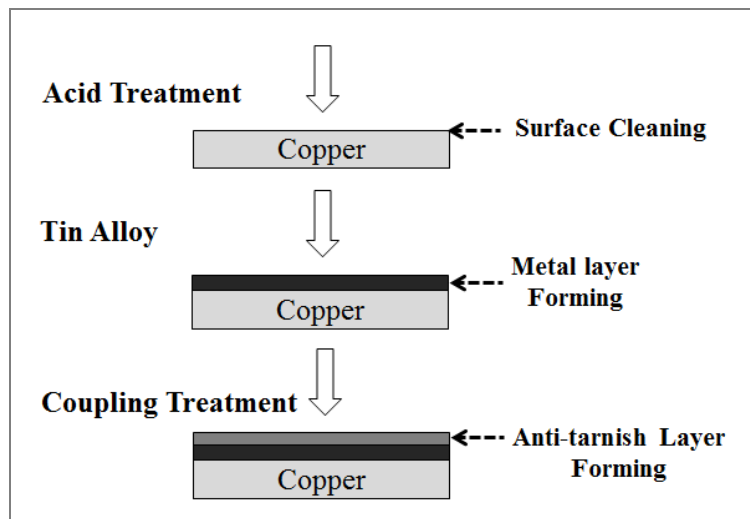 Acid Treatment
Surface Cleaning
Copper
Tin Alloy
Metal layer
Forming
Copper
Coupling Treatment
Anti-tarnish Layer
Forming
Copper